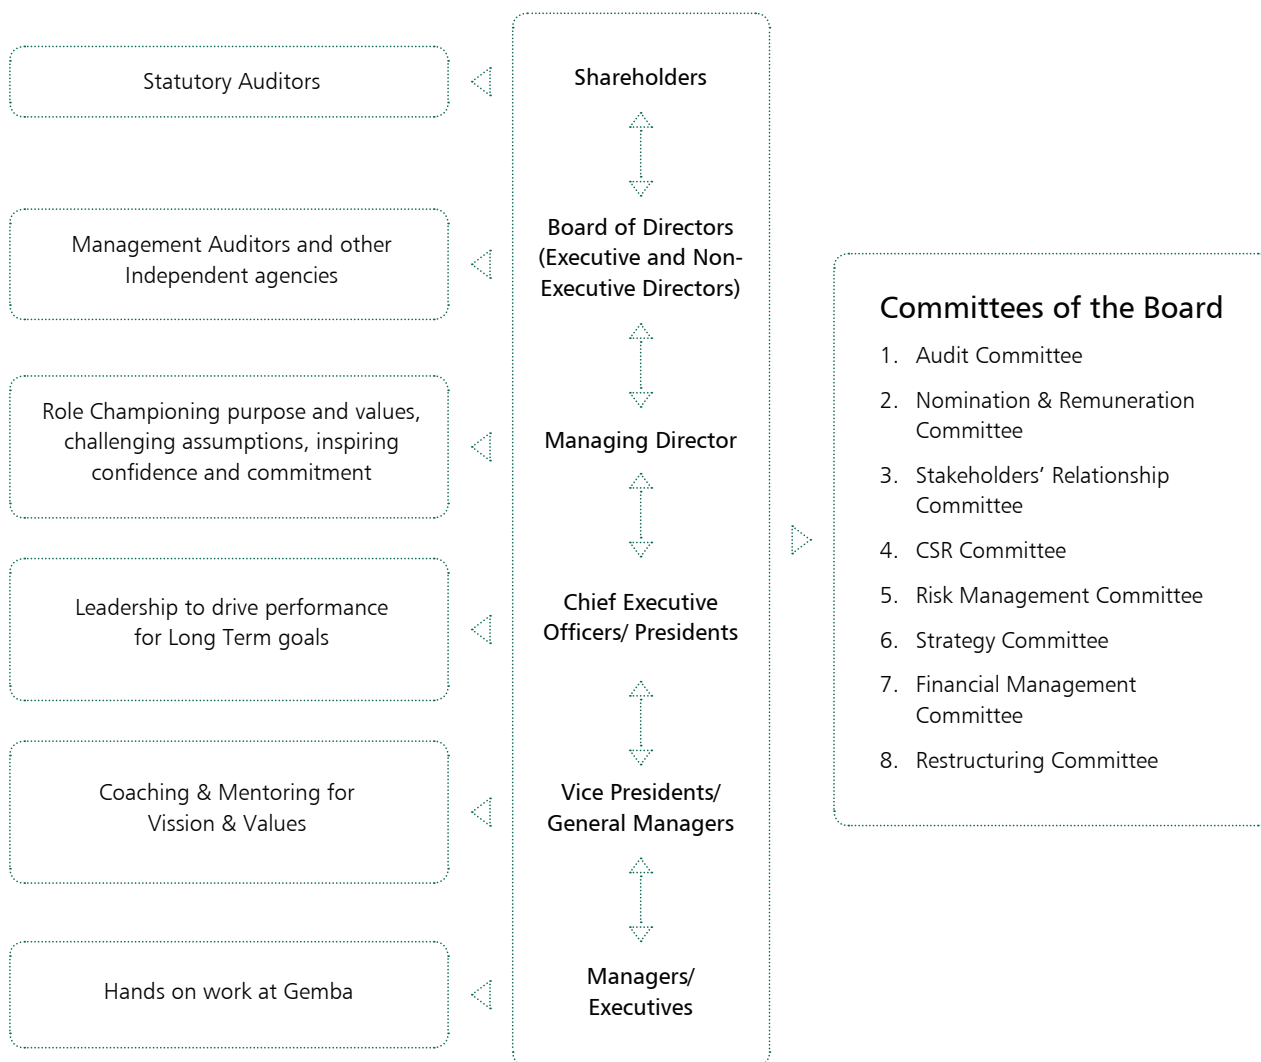 Statutory Auditors
Management Auditors and other
Independent agencies
Role Championing purpose and values,
challenging assumptions, inspiring
confidence and commitment
Leadership to drive performance
for Long Term goals
Coaching & Mentoring for
Vission & Values
Hands on work at Gemba
Shareholders
Board of Directors
(Executive and Non-
Executive Directors)
Managing Director
Chief Executive
Officers/ Presidents
Vice Presidents/
General Managers
Managers/
Executives
Committees of the Board
1. Audit Committee
2. Nomination & Remuneration
Committee
3. Stakeholders’ Relationship
Committee
4. CSR Committee
5. Risk Management Committee
6. Strategy Committee
7. Financial Management
Committee
8. Restructuring Committee